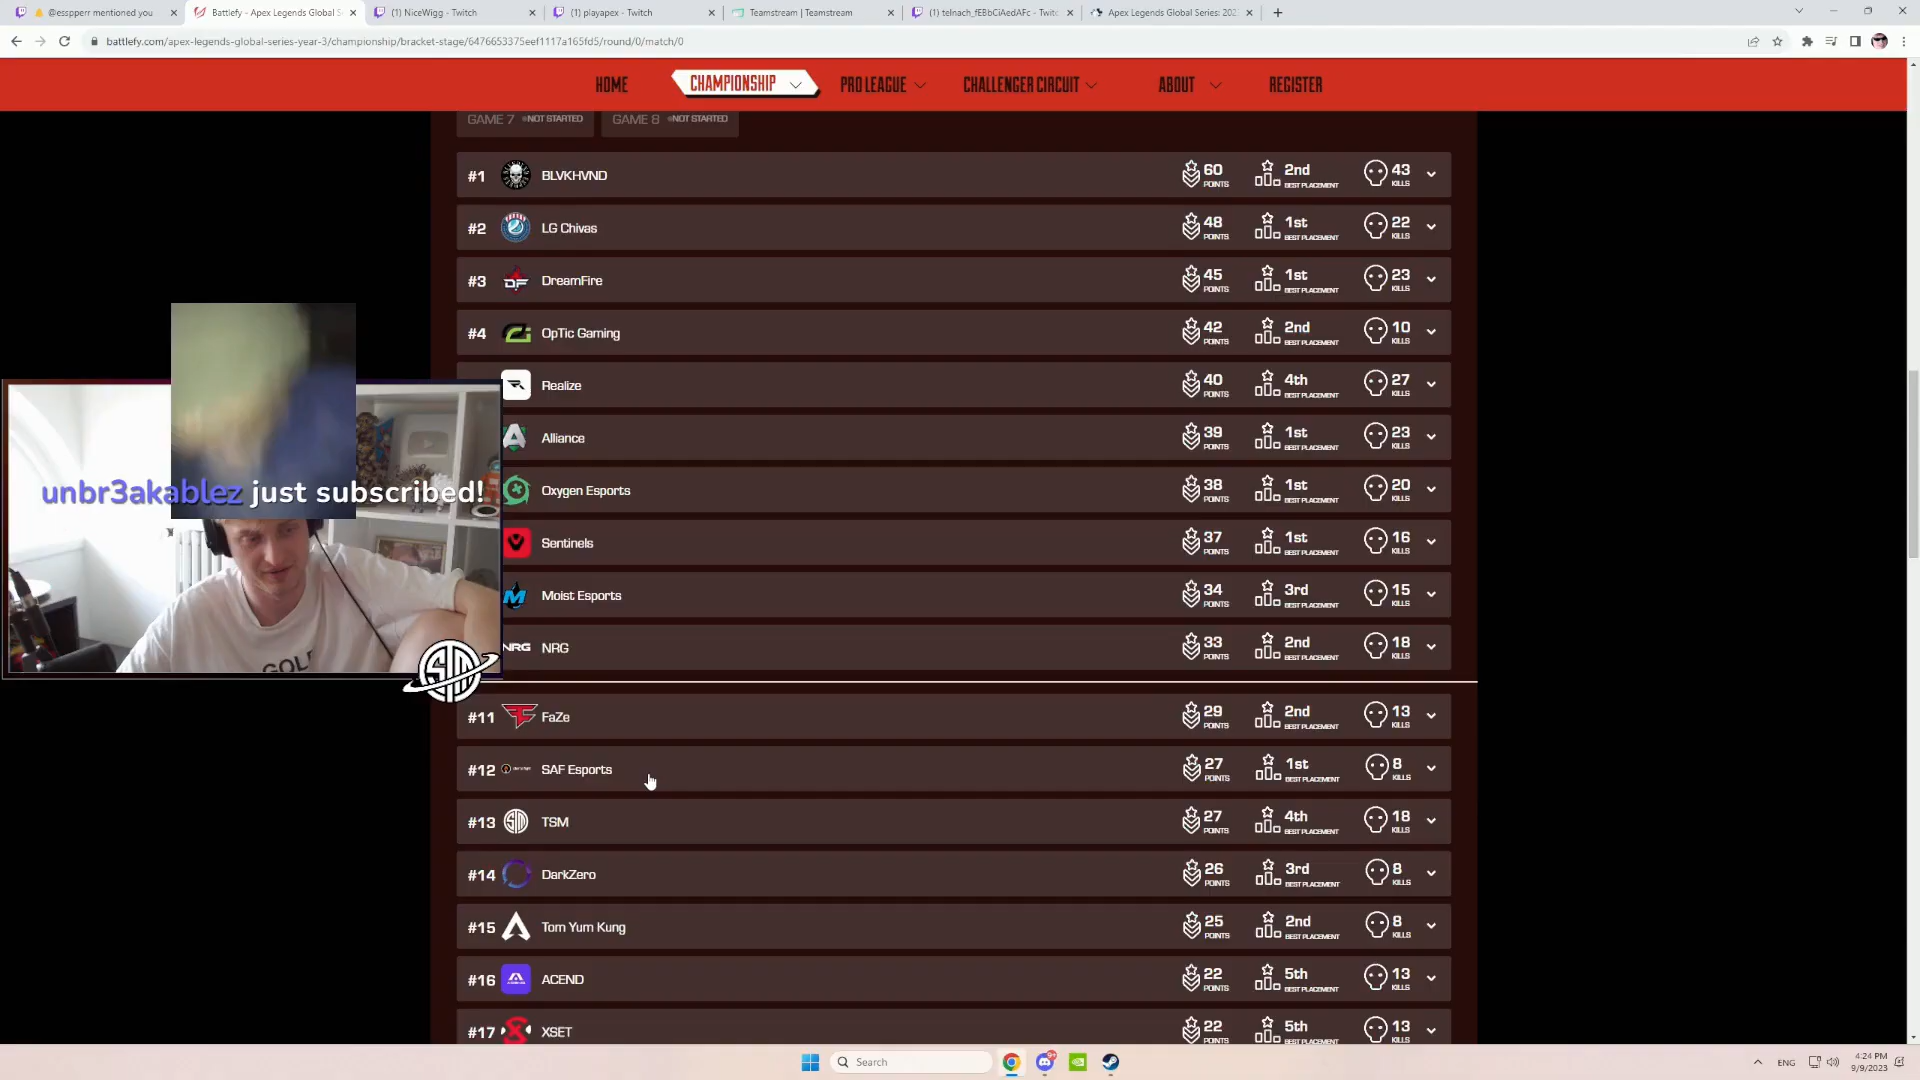 @essperr mentioned you
Battlefy - Apex Legends Global S
(1) NiceWigg - Twitch
(1) playapex - Twitch
Teamstream | Teamstream
(1) telnach_fEBbCiAedAFc - Twitc
Apex Legends Global Series: 202
battlefy.com/apex-legends-global-series-year-3/championship/bracket-stage/6476653375eef1117a165fd5/round/0/match/0
HOME
CHAMPIONSHIP
PRO LEAGUE
CHALLENGER CIRCUIT
ABOUT
REGISTER
GAME 7 NOT STARTED
GAME 8 NOT STARTED
#1 BLVKHVND 60 POINTS 2nd BEST PLACEMENT 43 KILLS
#2 LG Chivas 48 POINTS 1st BEST PLACEMENT 22 KILLS
#3 DreamFire 45 POINTS 1st BEST PLACEMENT 23 KILLS
#4 OpTic Gaming 42 POINTS 2nd BEST PLACEMENT 10 KILLS
Realize 40 POINTS 4th BEST PLACEMENT 27 KILLS
Alliance 39 POINTS 1st BEST PLACEMENT 23 KILLS
Oxygen Esports 38 POINTS 1st BEST PLACEMENT 20 KILLS
Sentinels 37 POINTS 1st BEST PLACEMENT 16 KILLS
Moist Esports 34 POINTS 3rd BEST PLACEMENT 15 KILLS
NRG NRG 33 POINTS 2nd BEST PLACEMENT 18 KILLS
#11 FaZe 29 POINTS 2nd BEST PLACEMENT 13 KILLS
#12 SAF Esports 27 POINTS 1st BEST PLACEMENT 8 KILLS
#13 TSM 27 POINTS 4th BEST PLACEMENT 18 KILLS
#14 DarkZero 26 POINTS 3rd BEST PLACEMENT 8 KILLS
#15 Tom Yum Kung 25 POINTS 2nd BEST PLACEMENT 8 KILLS
#16 ACEND 22 POINTS 5th BEST PLACEMENT 13 KILLS
#17 XSET 22 POINTS 5th BEST PLACEMENT 13 KILLS
unbr3akablez just subscribed!
GOLD
TSM
Search
ENG
4:24 PM
9/9/2023